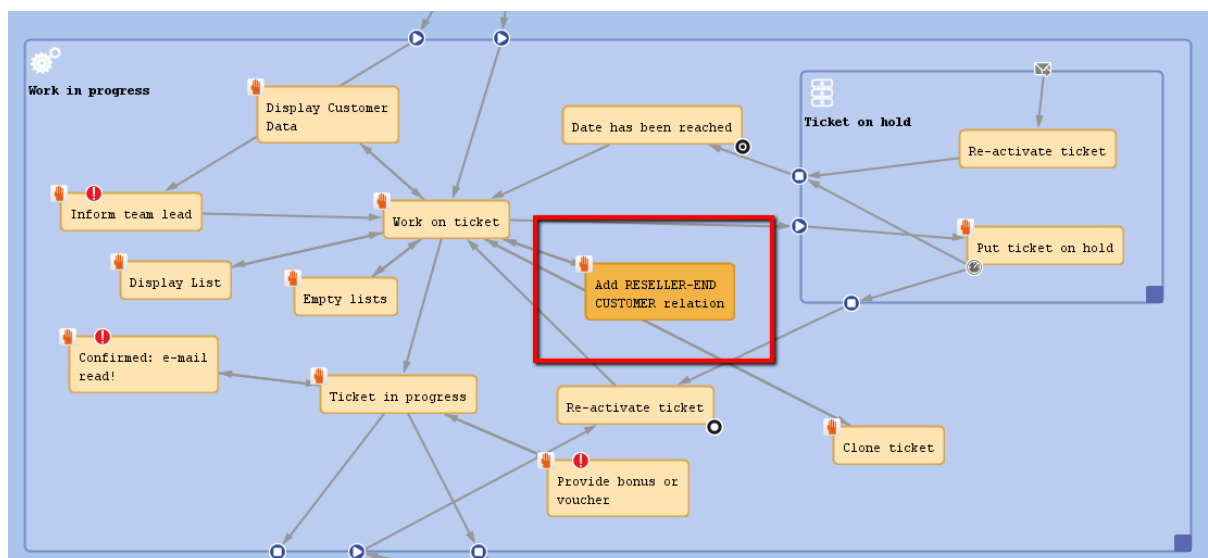 Work in progress
Display Customer
Data
Date has been reached
Ticket on hold
Re-activate ticket
Inform team lead
Work on ticket
Put ticket on hold
Display List
Empty lists
Add RESELLER-END
CUSTOMER relation
Confirmed: e-mail
read!
Ticket in progress
Re-activate ticket
Clone ticket
Provide bonus or
voucher